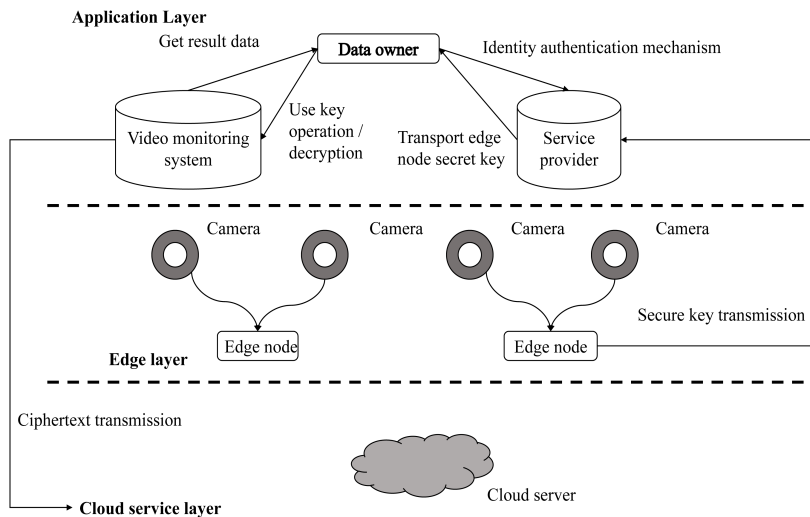 Application Layer
Get result data
Data owner
Identity authentication mechanism
Use key
operation /
decryption
Video monitoring
system
Transport edge
node secret key
Service
provider
Camera
Camera
Camera
Camera
Secure key transmission
Edge node
Edge node
Edge layer
Ciphertext transmission
Cloud server
Cloud service layer